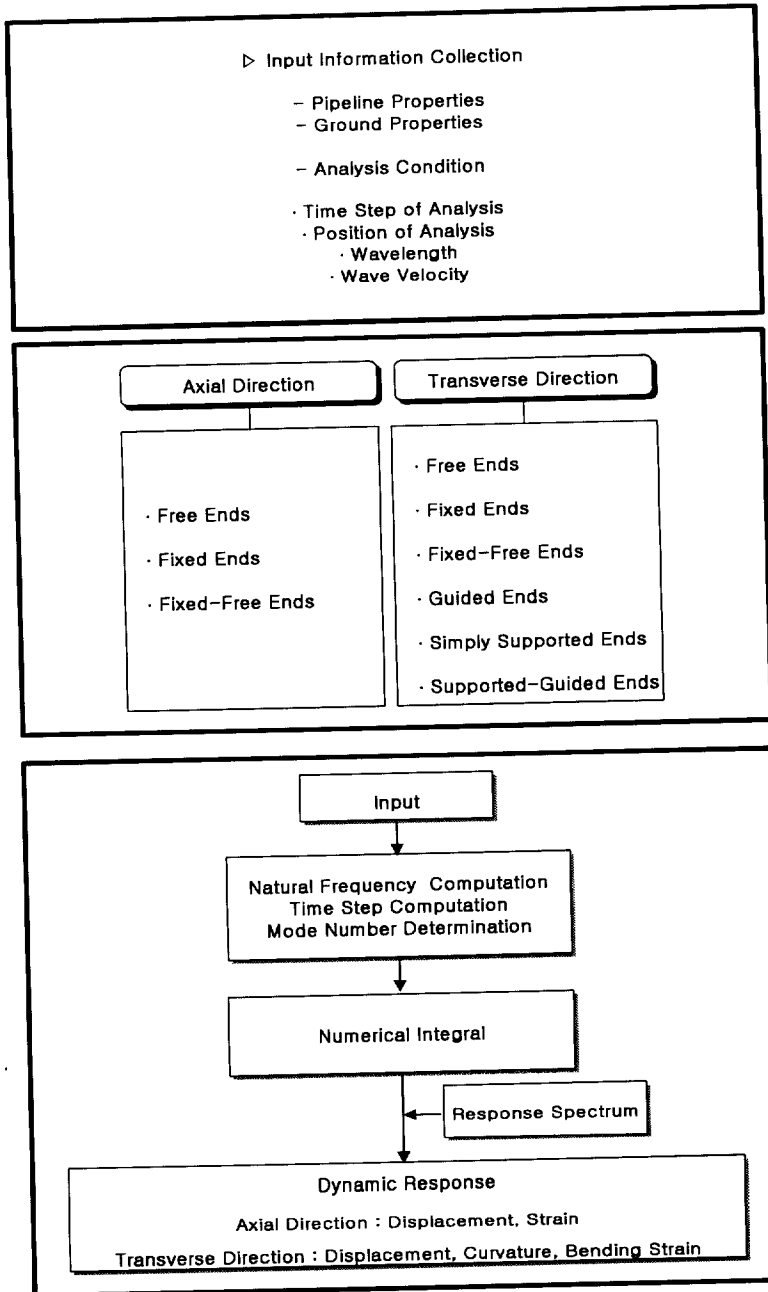 ▷ Input Information Collection
– Pipeline Properties
– Ground Properties
– Analysis Condition
· Time Step of Analysis
· Position of Analysis
· Wavelength
· Wave Velocity
Axial Direction
· Free Ends
· Fixed Ends
· Fixed–Free Ends
Transverse Direction
· Free Ends
· Fixed Ends
· Fixed–Free Ends
· Guided Ends
· Simply Supported Ends
· Supported–Guided Ends
Input
Natural Frequency Computation
Time Step Computation
Mode Number Determination
Numerical Integral
Response Spectrum
Dynamic Response
Axial Direction : Displacement, Strain
Transverse Direction : Displacement, Curvature, Bending Strain